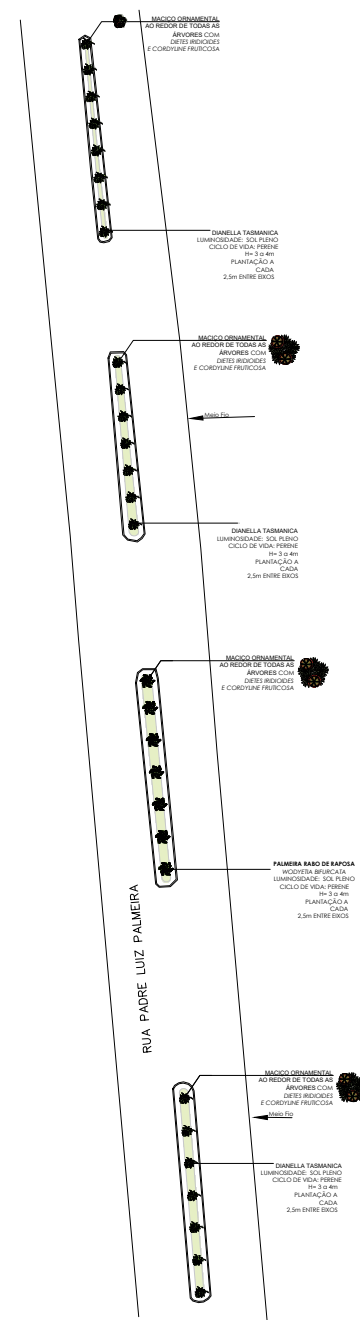 MACIÇO ORNAMENTAL
AO REDOR DE TODAS AS
ÁRVORES COM
DIETES IRIDIOIDES
E CORDYLINE FRUTICOSA
DIANELLA TASMANICA
LUMINOSIDADE: SOL PLENO
CICLO DE VIDA: PERENE
H= 3 a 4m
PLANTAÇÃO A
CADA
2,5m ENTRE EIXOS
MACIÇO ORNAMENTAL
AO REDOR DE TODAS AS
ÁRVORES COM
DIETES IRIDIOIDES
E CORDYLINE FRUTICOSA
Meio Fio
DIANELLA TASMANICA
LUMINOSIDADE: SOL PLENO
CICLO DE VIDA: PERENE
H= 3 a 4m
PLANTAÇÃO A
CADA
2,5m ENTRE EIXOS
MACIÇO ORNAMENTAL
AO REDOR DE TODAS AS
ÁRVORES COM
DIETES IRIDIOIDES
E CORDYLINE FRUTICOSA
PALMEIRA RABO DE RAPOSA
WODYETIA BIFURCATA
LUMINOSIDADE: SOL PLENO
CICLO DE VIDA: PERENE
H= 3 a 4m
PLANTAÇÃO A
CADA
2,5m ENTRE EIXOS
RUA PADRE LUIZ PALMEIRA
MACIÇO ORNAMENTAL
AO REDOR DE TODAS AS
ÁRVORES COM
DIETES IRIDIOIDES
E CORDYLINE FRUTICOSA
Meio Fio
DIANELLA TASMANICA
LUMINOSIDADE: SOL PLENO
CICLO DE VIDA: PERENE
H= 3 a 4m
PLANTAÇÃO A
CADA
2,5m ENTRE EIXOS